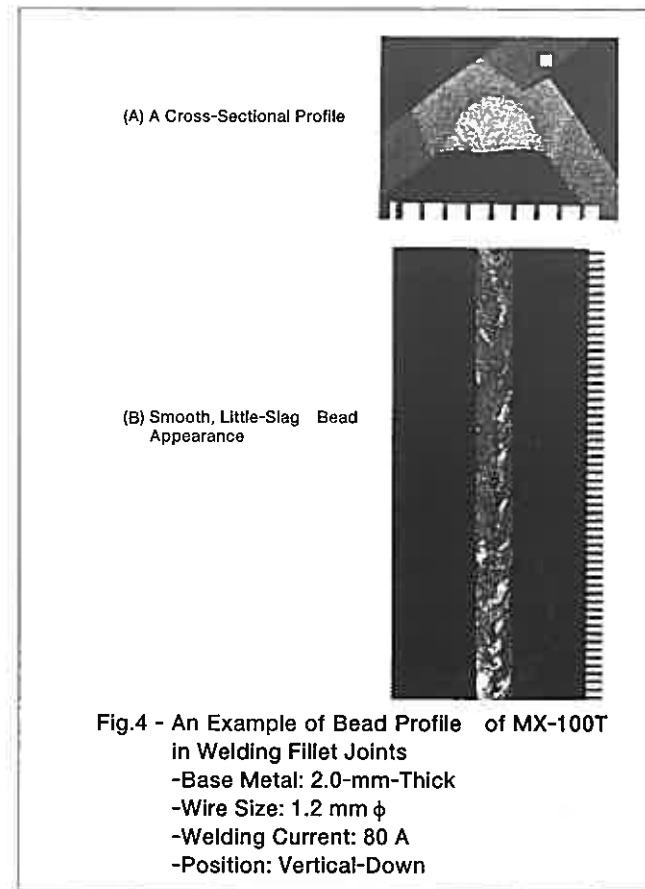 (A) A Cross-Sectional Profile
(B) Smooth, Little-Slag Bead
Appearance
Fig.4 - An Example of Bead Profile of MX-100T
in Welding Fillet Joints
-Base Metal: 2.0-mm-Thick
-Wire Size: 1.2 mm ϕ
-Welding Current: 80 A
-Position: Vertical-Down